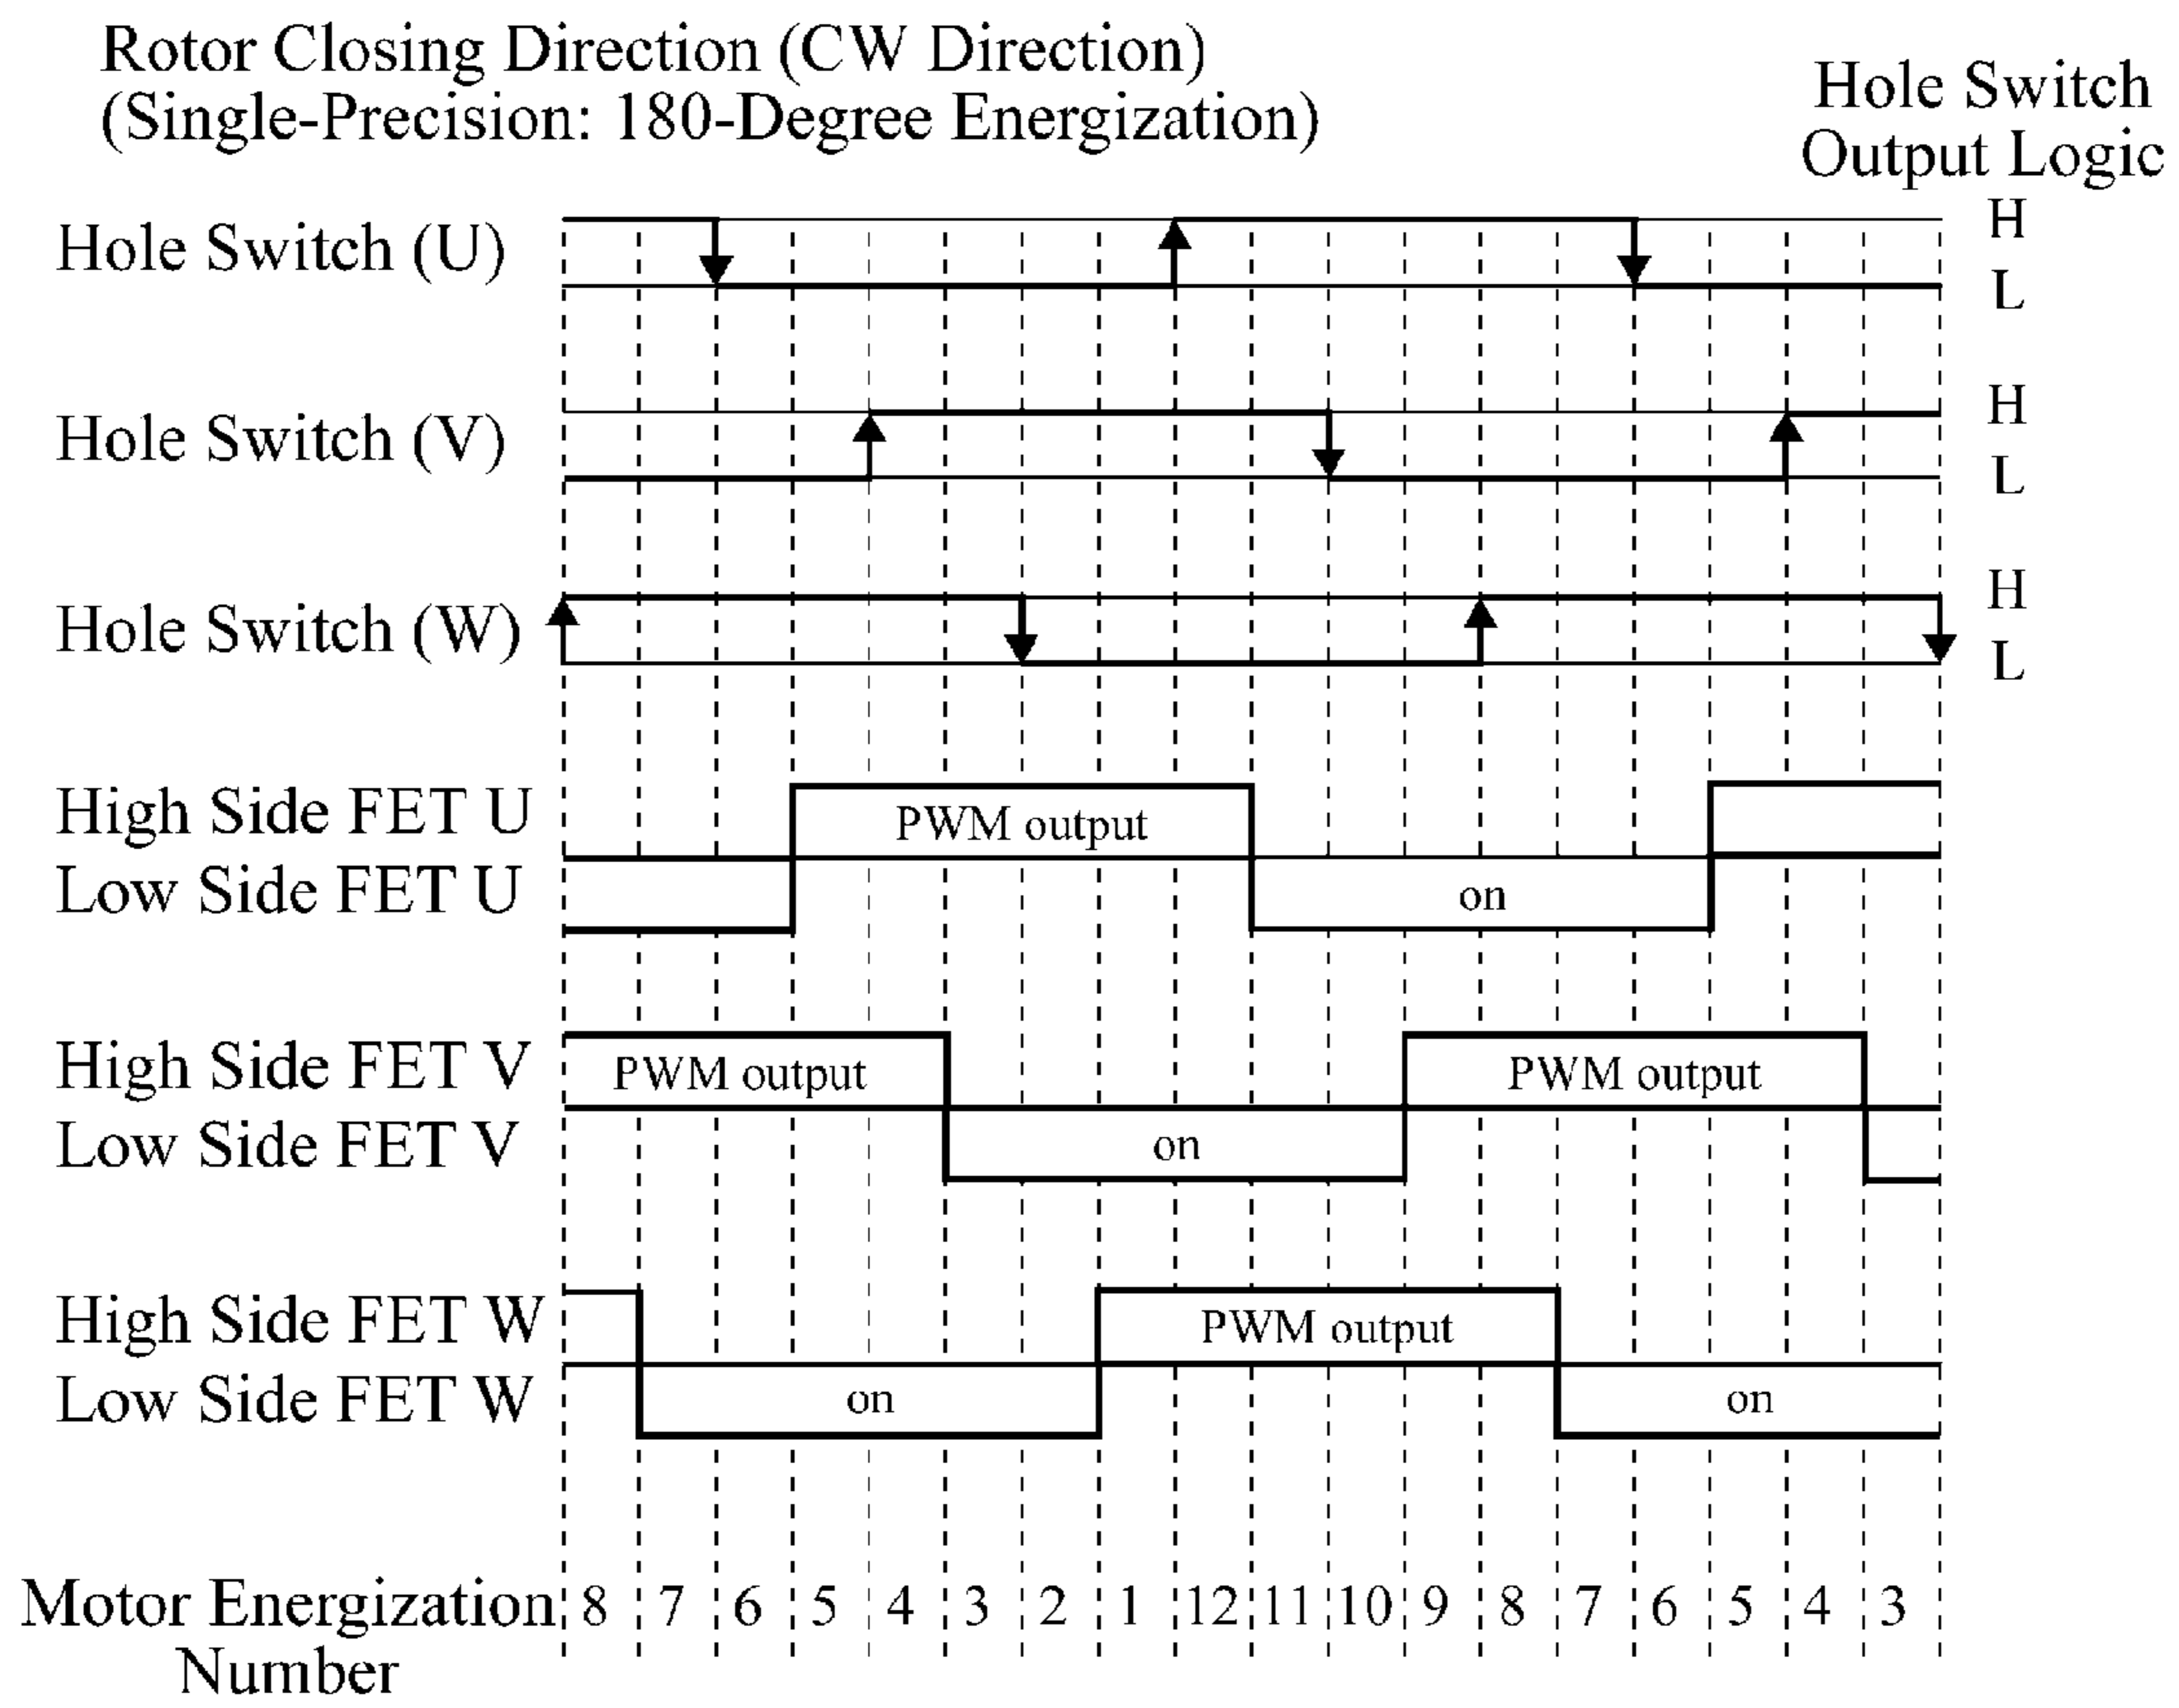 Rotor Closing Direction (CW Direction)
(Single-Precision: 180-Degree Energization)
Hole Switch
Output Logic
Hole Switch (U)
H
L
Hole Switch (V)
H
L
Hole Switch (W)
H
L
High Side FET U
PWM output
Low Side FET U
on
High Side FET V
PWM output
PWM output
Low Side FET V
on
High Side FET W
PWM output
Low Side FET W
on
on
Motor Energization
Number
8 7 6 5 4 3 2 1 12 11 10 9 8 7 6 5 4 3